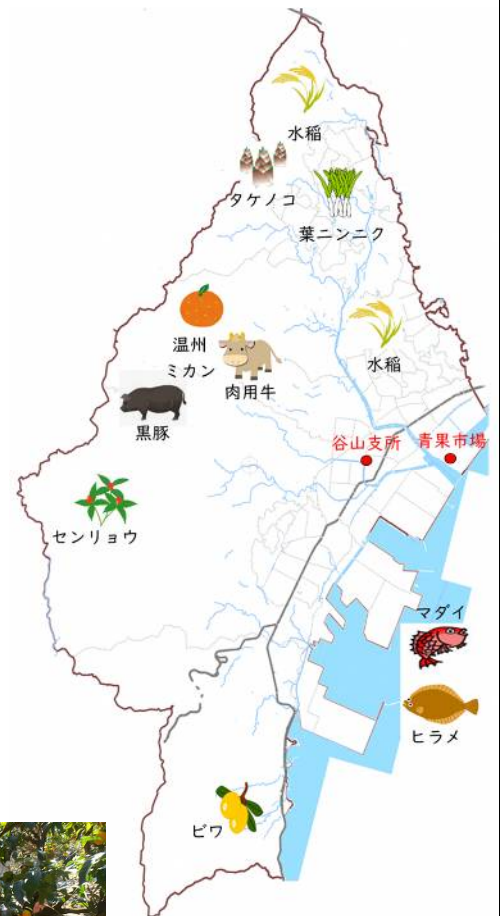 水稲
タケノコ
葉ニンニク
温州
ミカン
水稲
肉用牛
黒豚
谷山支所
青果市場
センリョウ
マダイ
ヒラメ
ビワ